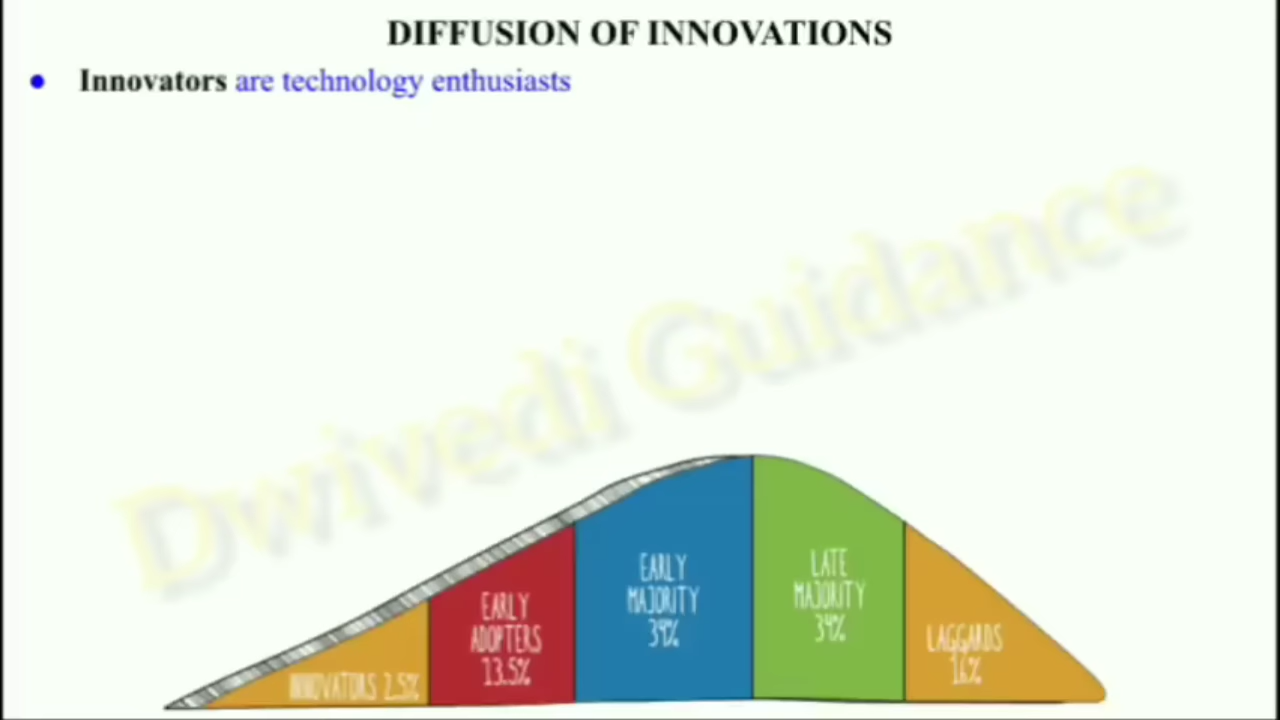 DIFFUSION OF INNOVATIONS
● Innovators are technology enthusiasts
Dwivedi Guidance
EARLY
MAJORITY
34%
LATE
MAJORITY
34%
EARLY
ADOPTERS
13.5%
LAGGARDS
16%
INNOVATORS 2.5%